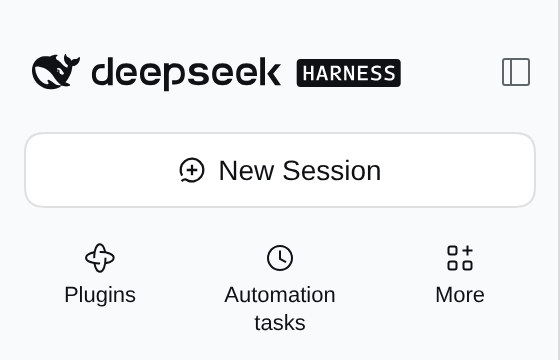 deepseek HARNESS
New Session
Plugins
Automation
tasks
More